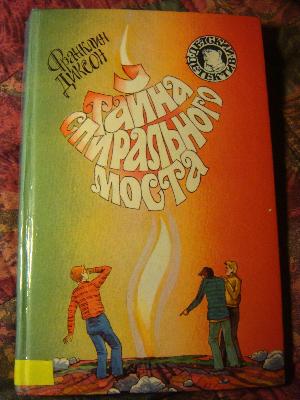 Франклин
Диксон
ДЕТСКИЙ ДЕТЕКТИВ
Тайна
спирального
моста